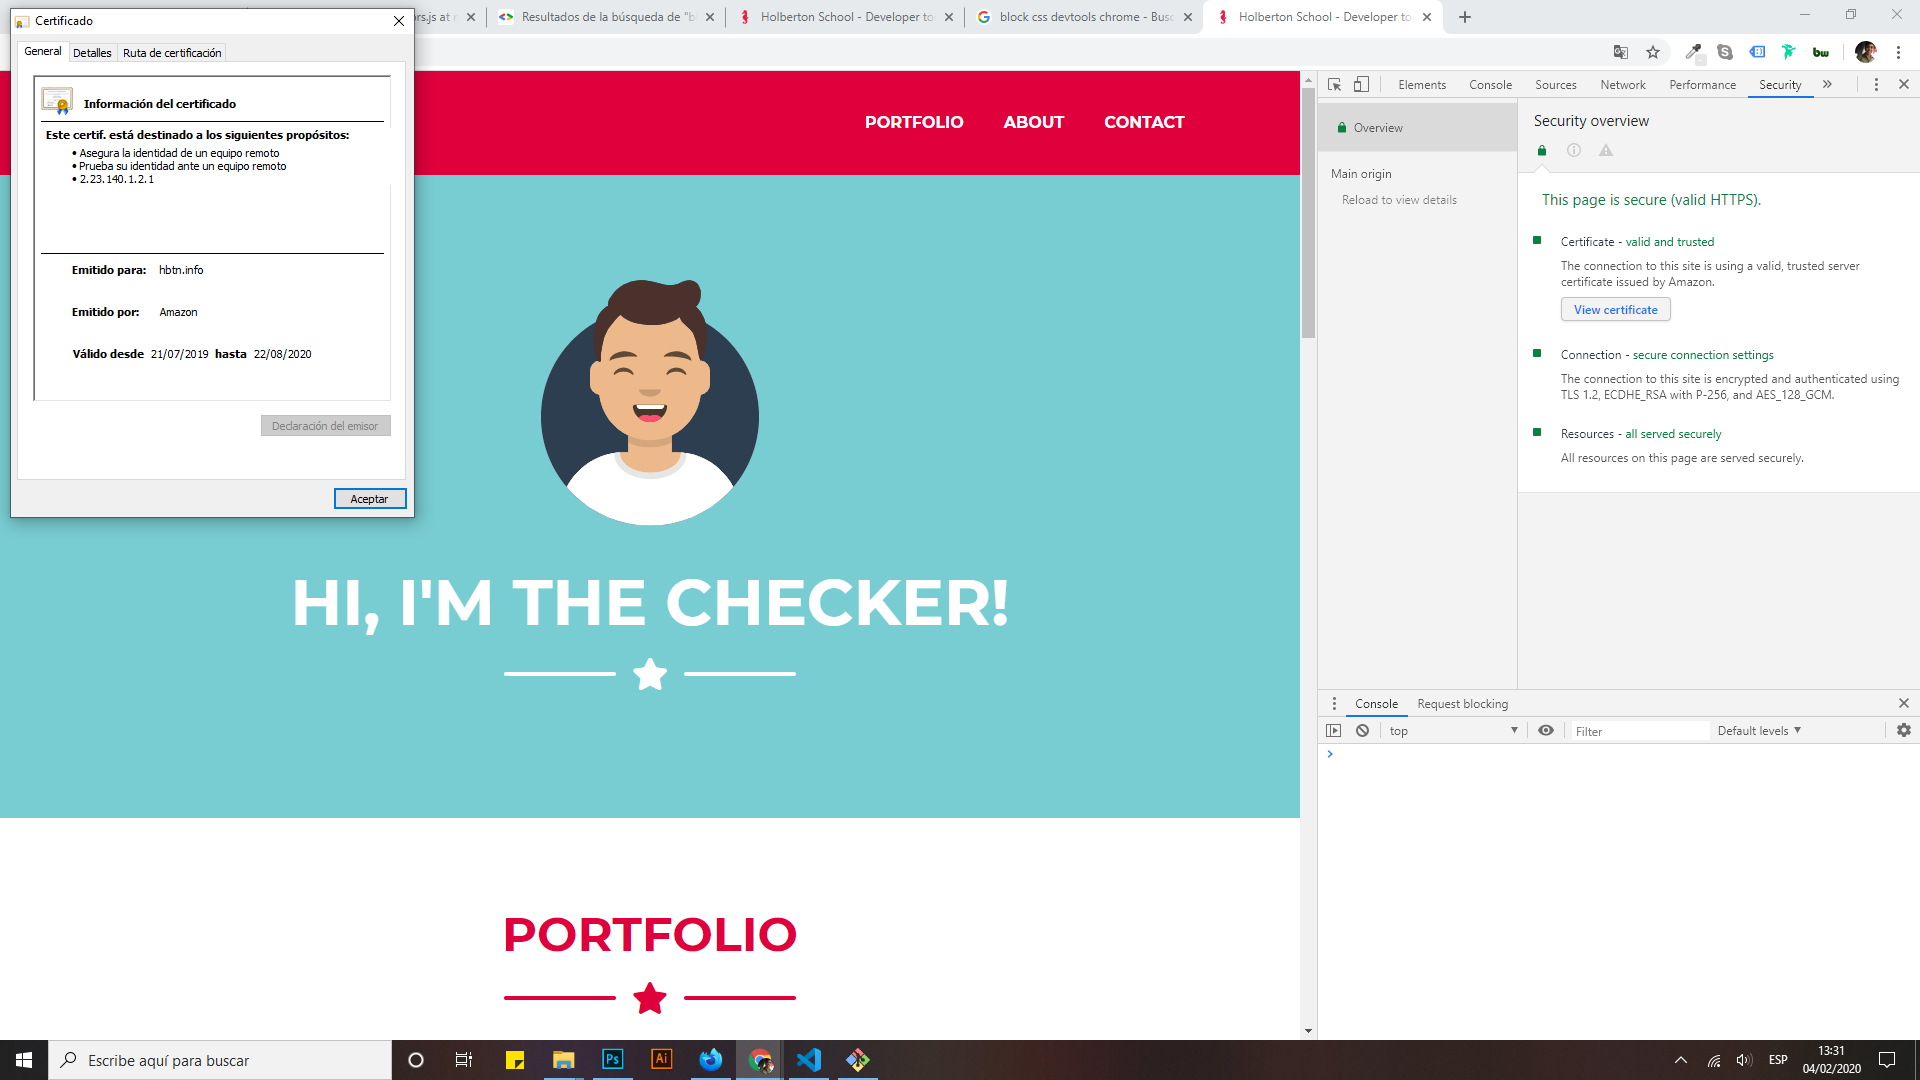 Certificado
General
Detalles
Ruta de certificación
Información del certificado
Este certif. está destinado a los siguientes propósitos:
• Asegura la identidad de un equipo remoto
• Prueba su identidad ante un equipo remoto
• 2.23.140.1.2.1
Emitido para: hbtn.info
Emitido por: Amazon
Válido desde 21/07/2019 hasta 22/08/2020
Declaración del emisor
Aceptar
ors.js at r
Resultados de la búsqueda de "b
Holberton School - Developer to
block css devtools chrome - Bus
Holberton School - Developer to
bw
PORTFOLIO
ABOUT
CONTACT
HI, I'M THE CHECKER!
PORTFOLIO
Elements
Console
Sources
Network
Performance
Security
Overview
Main origin
Reload to view details
Security overview
This page is secure (valid HTTPS).
Certificate - valid and trusted
The connection to this site is using a valid, trusted server
certificate issued by Amazon.
View certificate
Connection - secure connection settings
The connection to this site is encrypted and authenticated using
TLS 1.2, ECDHE_RSA with P-256, and AES_128_GCM.
Resources - all served securely
All resources on this page are served securely.
Console
Request blocking
top
Filter
Default levels
Escribe aquí para buscar
Ps
Ai
ESP
13:31
04/02/2020